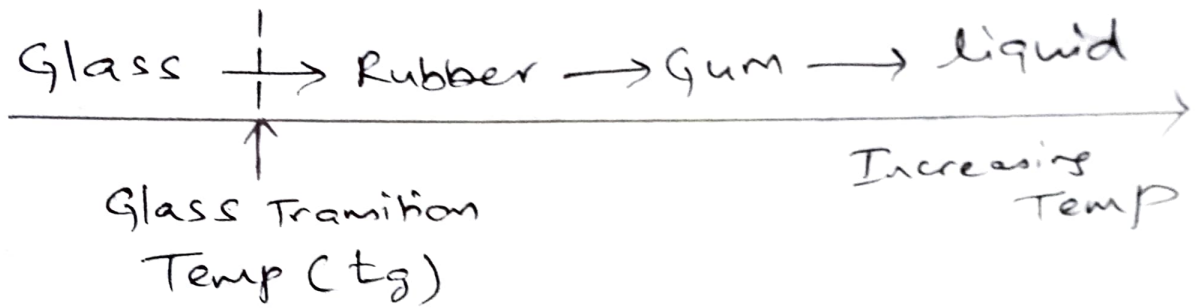 Glass → Rubber → Gum → liquid
Increasing
Temp
Glass Transition
Temp (tg)